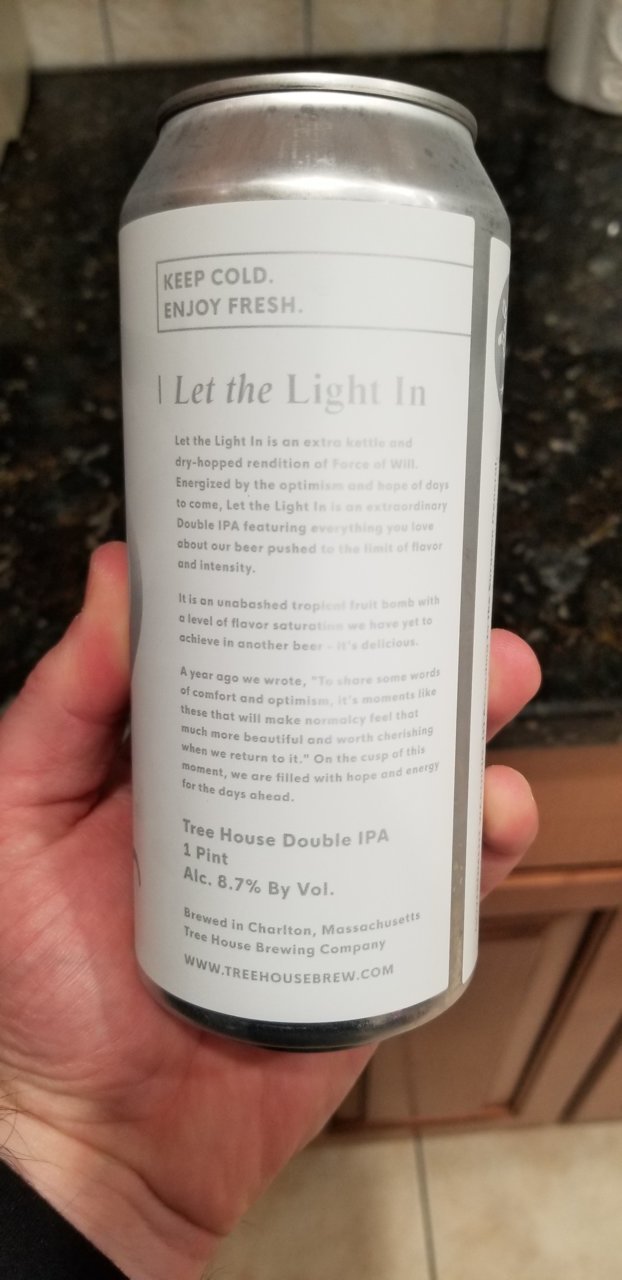 KEEP COLD.
ENJOY FRESH.
Let the Light In
Let the Light In is an extra kettle and
dry-hopped rendition of Force of Will.
Energized by the optimism and hope of days
to come, Let the Light In is an extraordinary
Double IPA featuring everything you love
about our beer pushed to the limit of flavor
and intensity.
It is an unabashed tropical fruit bomb with
a level of flavor saturation we have yet to
achieve in another beer - it's delicious.
A year ago we wrote, "To share some words
of comfort and optimism, it's moments like
these that will make normalcy feel that
much more beautiful and worth cherishing
when we return to it." On the cusp of this
moment, we are filled with hope and energy
for the days ahead.
Tree House Double IPA
1 Pint
Alc. 8.7% By Vol.
Brewed in Charlton, Massachusetts
Tree House Brewing Company
WWW.TREEHOUSEBREW.COM